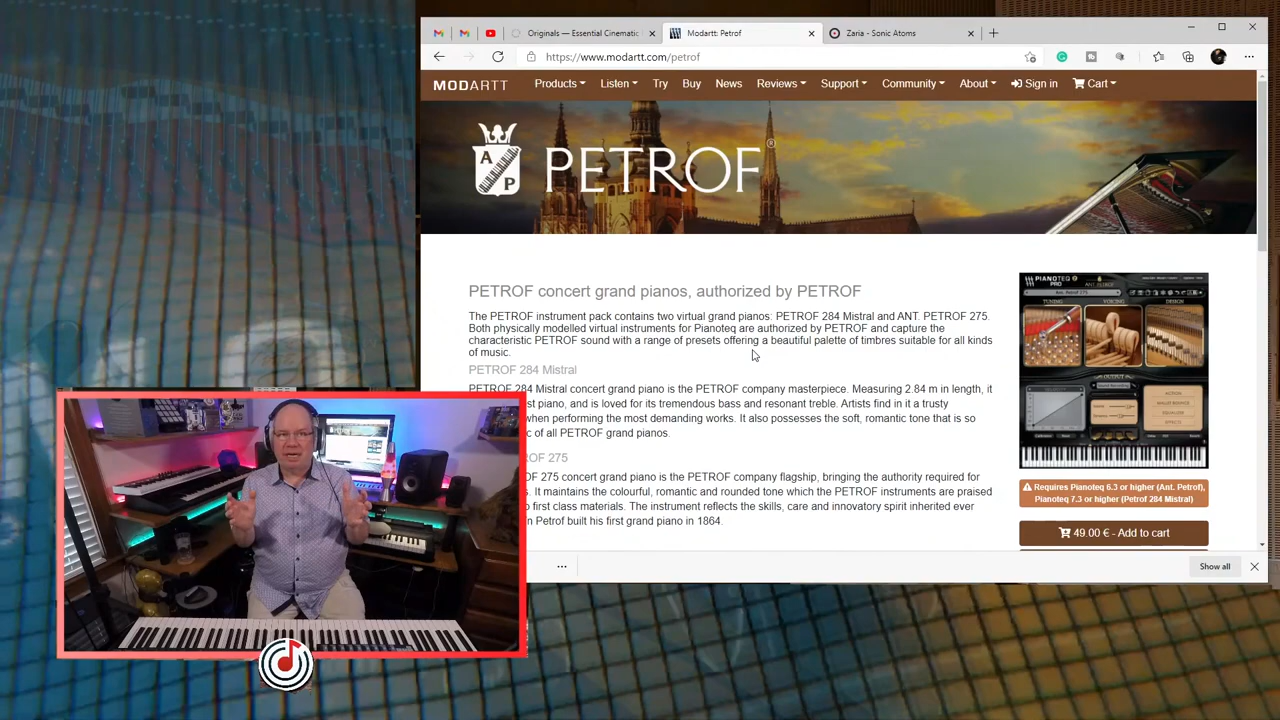 Originals — Essential Cinematic
Modartt: Petrof
Zaria - Sonic Atoms
https://www.modartt.com/petrof
MODARTT Products Listen Try Buy News Reviews Support Community About Sign in Cart
A P PETROF ®
PETROF concert grand pianos, authorized by PETROF
The PETROF instrument pack contains two virtual grand pianos: PETROF 284 Mistral and ANT. PETROF 275.
Both physically modelled virtual instruments for Pianoteq are authorized by PETROF and capture the
characteristic PETROF sound with a range of presets offering a beautiful palette of timbres suitable for all kinds
of music.
PETROF 284 Mistral
PETROF 284 Mistral concert grand piano is the PETROF company masterpiece. Measuring 2.84 m in length, it
st piano, and is loved for its tremendous bass and resonant treble. Artists find in it a trusty
when performing the most demanding works. It also possesses the soft, romantic tone that is so
c of all PETROF grand pianos.
ROF 275
OF 275 concert grand piano is the PETROF company flagship, bringing the authority required for
s. It maintains the colourful, romantic and rounded tone which the PETROF instruments are praised
o first class materials. The instrument reflects the skills, care and innovatory spirit inherited ever
n Petrof built his first grand piano in 1864.
PIANOTEQ
PRO
TUNING VOICING DESIGN
OUTPUT
Requires Pianoteq 6.3 or higher (Ant. Petrof),
Pianoteq 7.3 or higher (Petrof 284 Mistral)
49.00 € - Add to cart
Show all